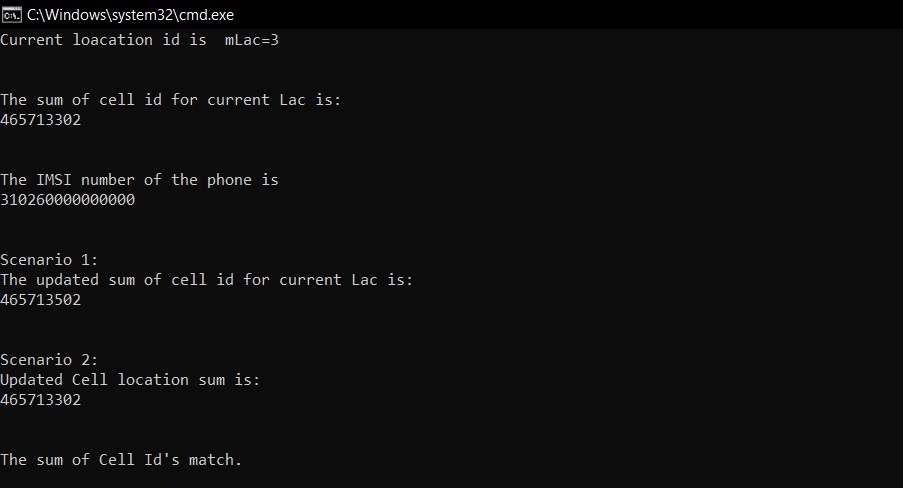 C:\Windows\system32\cmd.exe
Current loacation id is  mLac=3
The sum of cell id for current Lac is:
465713302
The IMSI number of the phone is
310260000000000
Scenario 1:
The updated sum of cell id for current Lac is:
465713502
Scenario 2:
Updated Cell location sum is:
465713302
The sum of Cell Id's match.